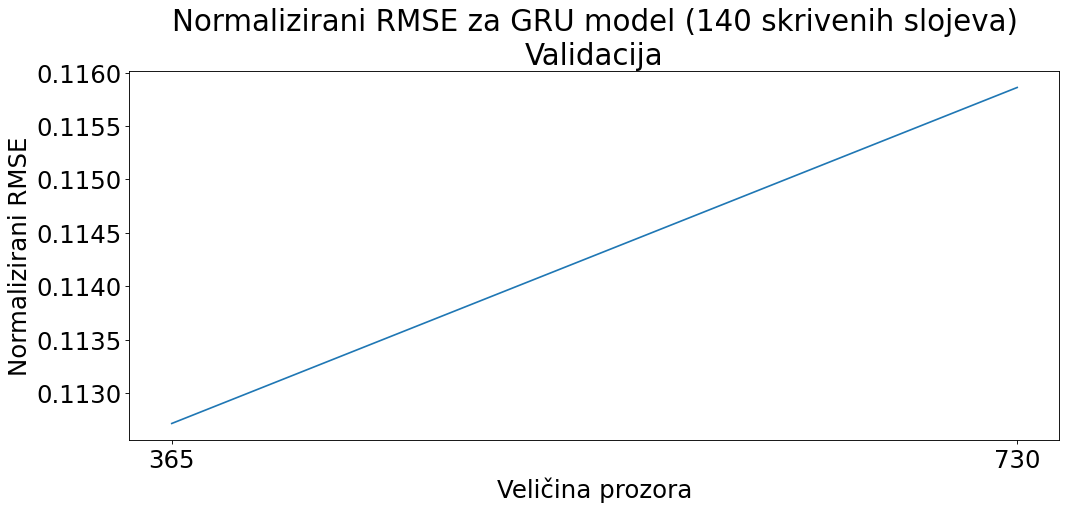 Normalizirani RMSE za GRU model (140 skrivenih slojeva)
Validacija
Normalizirani RMSE
0.1160
0.1155
0.1150
0.1145
0.1140
0.1135
0.1130
365
730
Veličina prozora